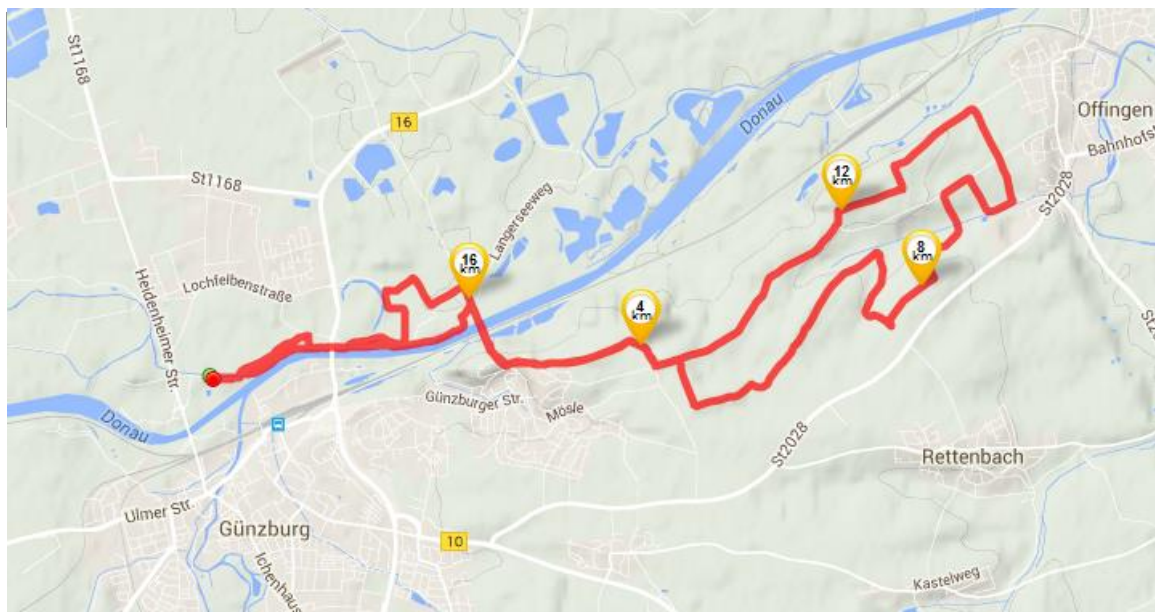 St1168
Donau
Offingen
Bahnhofst
16
12
km
St1168
St2028
Langerseeweg
8
km
16
km
Heidenheimer Str.
Lochfelbenstraße
4
km
St2
Günzburger Str.
Mösle
Donau
St2028
Rettenbach
Ulmer Str.
Günzburg
10
Ichenhaus
Kastelweg